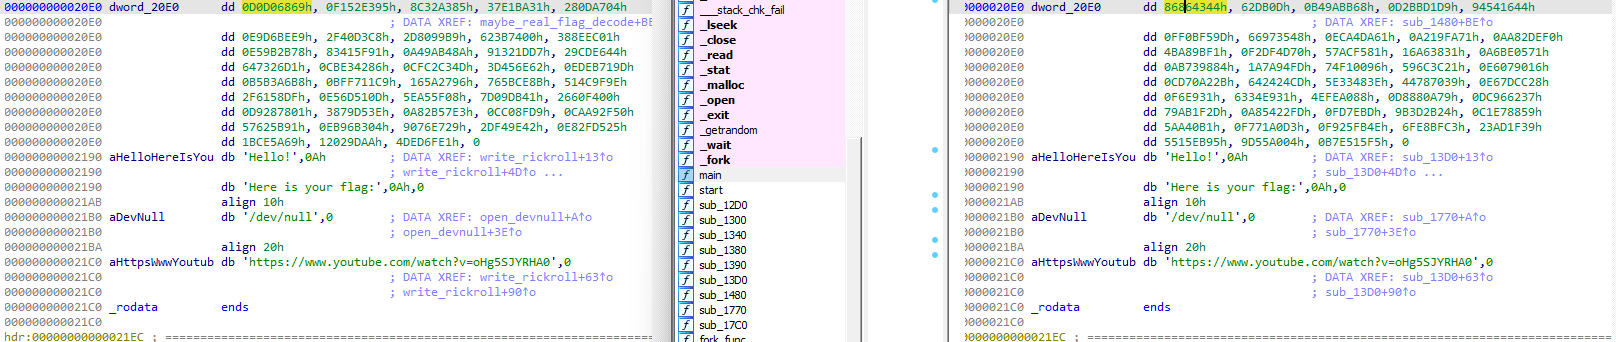 00000000000020E0 dword_20E0 dd 0D0D06869h, 0F152E395h, 8C32A385h, 37E1BA31h, 280DA704h
00000000000020E0 ; DATA XREF: maybe_real_flag_decode+BE
00000000000020E0 dd 0E9D6BEE9h, 2F40D3C8h, 2D8099B9h, 623B7400h, 388EEC01h
00000000000020E0 dd 0E59B2B78h, 83415F91h, 0A49AB48Ah, 91321DD7h, 29CDE644h
00000000000020E0 dd 647326D1h, 0CBE34286h, 0CFC2C34Dh, 3D456E62h, 0EDEB719Dh
00000000000020E0 dd 0B5B3A6B8h, 0BFF711C9h, 165A2796h, 765BCE8Bh, 514C9F9Eh
00000000000020E0 dd 2F6158DFh, 0E56D510Dh, 5EA55F08h, 7D09DB41h, 2660F400h
00000000000020E0 dd 0D9287801h, 3879D53Eh, 0A82B57E3h, 0CC08FD9h, 0CAA92F50h
00000000000020E0 dd 57625B91h, 0EB96B304h, 9076E729h, 2DF49E42h, 0E82FD525h
00000000000020E0 dd 1BCE5A69h, 12029DAAh, 4DED6FE1h, 0
0000000000002190 aHelloHereIsYou db 'Hello!',0Ah ; DATA XREF: write_rickroll+13↑o
0000000000002190 ; write_rickroll+4D↑o ...
0000000000002190 db 'Here is your flag:',0Ah,0
00000000000021AB align 10h
00000000000021B0 aDevNull db '/dev/null',0 ; DATA XREF: open_devnull+A↑o
00000000000021B0 ; open_devnull+3E↑o
00000000000021BA align 20h
00000000000021C0 aHttpsWwwYoutub db 'https://www.youtube.com/watch?v=oHg5SJYRHA0',0
00000000000021C0 ; DATA XREF: write_rickroll+63↑o
00000000000021C0 ; write_rickroll+90↑o
00000000000021C0 _rodata ends
00000000000021C0
hdr:00000000000021EC ; ============================================
f ___stack_chk_fail
f _lseek
f _close
f _read
f _stat
f _malloc
f _open
f _exit
f _getrandom
f _wait
f _fork
f main
f start
f sub_12D0
f sub_1300
f sub_1340
f sub_1380
f sub_1390
f sub_13D0
f sub_1480
f sub_1770
f sub_17C0
f fork_func
000020E0 dword_20E0 dd 86864344h, 62DB0Dh, 0B49ABB68h, 0D2BBD1D9h, 94541644h
000020E0 ; DATA XREF: sub_1480+BE↑o
000020E0 dd 0FF0BF59Dh, 66973548h, 0ECA4DA61h, 0A219FA71h, 0AA82DEF0h
000020E0 dd 4BA89BF1h, 0F2DF4D70h, 57ACF581h, 16A63831h, 0A6BE0571h
000020E0 dd 0AB739884h, 1A7A94FDh, 74F10096h, 596C3C21h, 0E6079016h
000020E0 dd 0CD70A22Bh, 642424CDh, 5E33483Eh, 44787039h, 0E67DCC28h
000020E0 dd 0F6E931h, 6334E931h, 4EFEA088h, 0D8880A79h, 0DC966237h
000020E0 dd 79AB1F2Dh, 0A85422FDh, 0FD7EBDh, 9B3D2B24h, 0C1E78859h
000020E0 dd 5AA40B1h, 0F771A0D3h, 0F925FB4Eh, 6FE8BFC3h, 23AD1F39h
000020E0 dd 5515EB95h, 9D55A004h, 0B7E515F5h, 0
00002190 aHelloHereIsYou db 'Hello!',0Ah ; DATA XREF: sub_13D0+13↑o
00002190 ; sub_13D0+4D↑o ...
00002190 db 'Here is your flag:',0Ah,0
000021AB align 10h
000021B0 aDevNull db '/dev/null',0 ; DATA XREF: sub_1770+A↑o
000021B0 ; sub_1770+3E↑o
000021BA align 20h
000021C0 aHttpsWwwYoutub db 'https://www.youtube.com/watch?v=oHg5SJYRHA0',0
000021C0 ; DATA XREF: sub_13D0+63↑o
000021C0 ; sub_13D0+90↑o
000021C0 _rodata ends
000021C0
000000000021EC ; ============================================